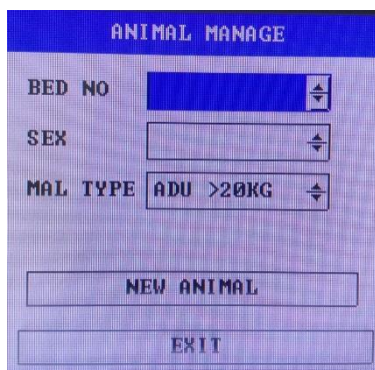 ANIMAL MANAGE
BED NO
SEX
MAL TYPE ADU >20KG
NEW ANIMAL
EXIT